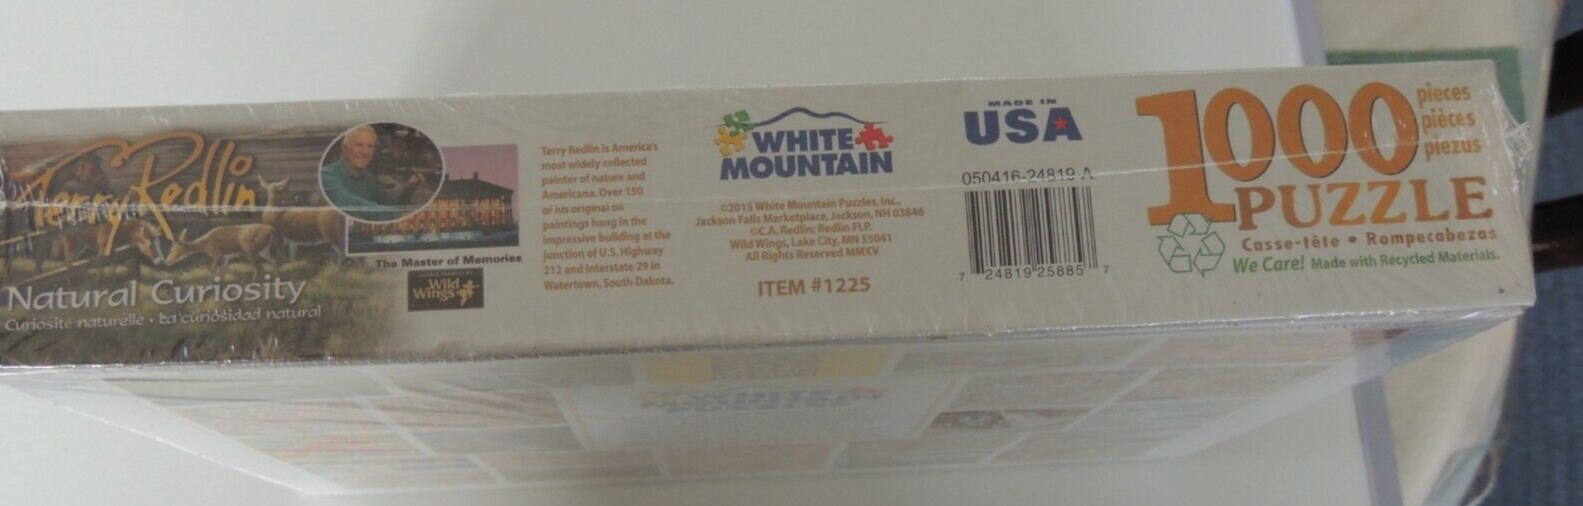 Terry Redlin
Natural Curiosity
Curiosité naturelle • La curiosidad natural
The Master of Memories
Wild
Wings
Terry Redlin is America's
most widely collected
painter of nature and
Americana. Over 150
of his original oil
paintings hang in the
impressive building at the
junction of U.S. Highway
212 and Interstate 29 in
Watertown, South Dakota.
WHITE
MOUNTAIN
©2015 White Mountain Puzzles, Inc.,
Jackson Falls Marketplace, Jackson, NH 03846
©C.A. Redlin; Redlin FLP.
Wild Wings, Lake City, MN 55041
All Rights Reserved MMXV
ITEM #1225
MADE IN
USA
050416-24819 A
7 24819 25885 7
1000
pieces
pièces
piezas
PUZZLE
Casse-tête • Rompecabezas
We Care! Made with Recycled Materials.